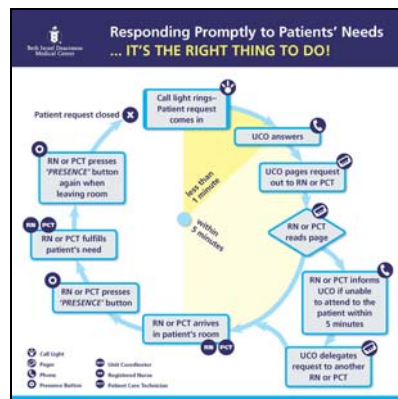 Beth Israel Deaconess
Medical Center
Responding Promptly to Patients' Needs
... IT'S THE RIGHT THING TO DO!
Patient request closed
Call light rings–
Patient request
comes in
UCO answers
UCO pages request
out to RN or PCT
RN or PCT
reads page
RN or PCT informs
UCO if unable
to attend to the
patient within
5 minutes
UCO delegates
request to another
RN or PCT
RN or PCT arrives
in patient's room
RN PCT
RN or PCT presses
'PRESENCE' button
RN PCT
RN or PCT fulfills
patient's need
RN or PCT presses
'PRESENCE' button
again when
leaving room
less than
1 minute
within
5 minutes
Call Light
Pager
Phone
Presence Button
Unit Coordinator
Registered Nurse
Patient Care Technician